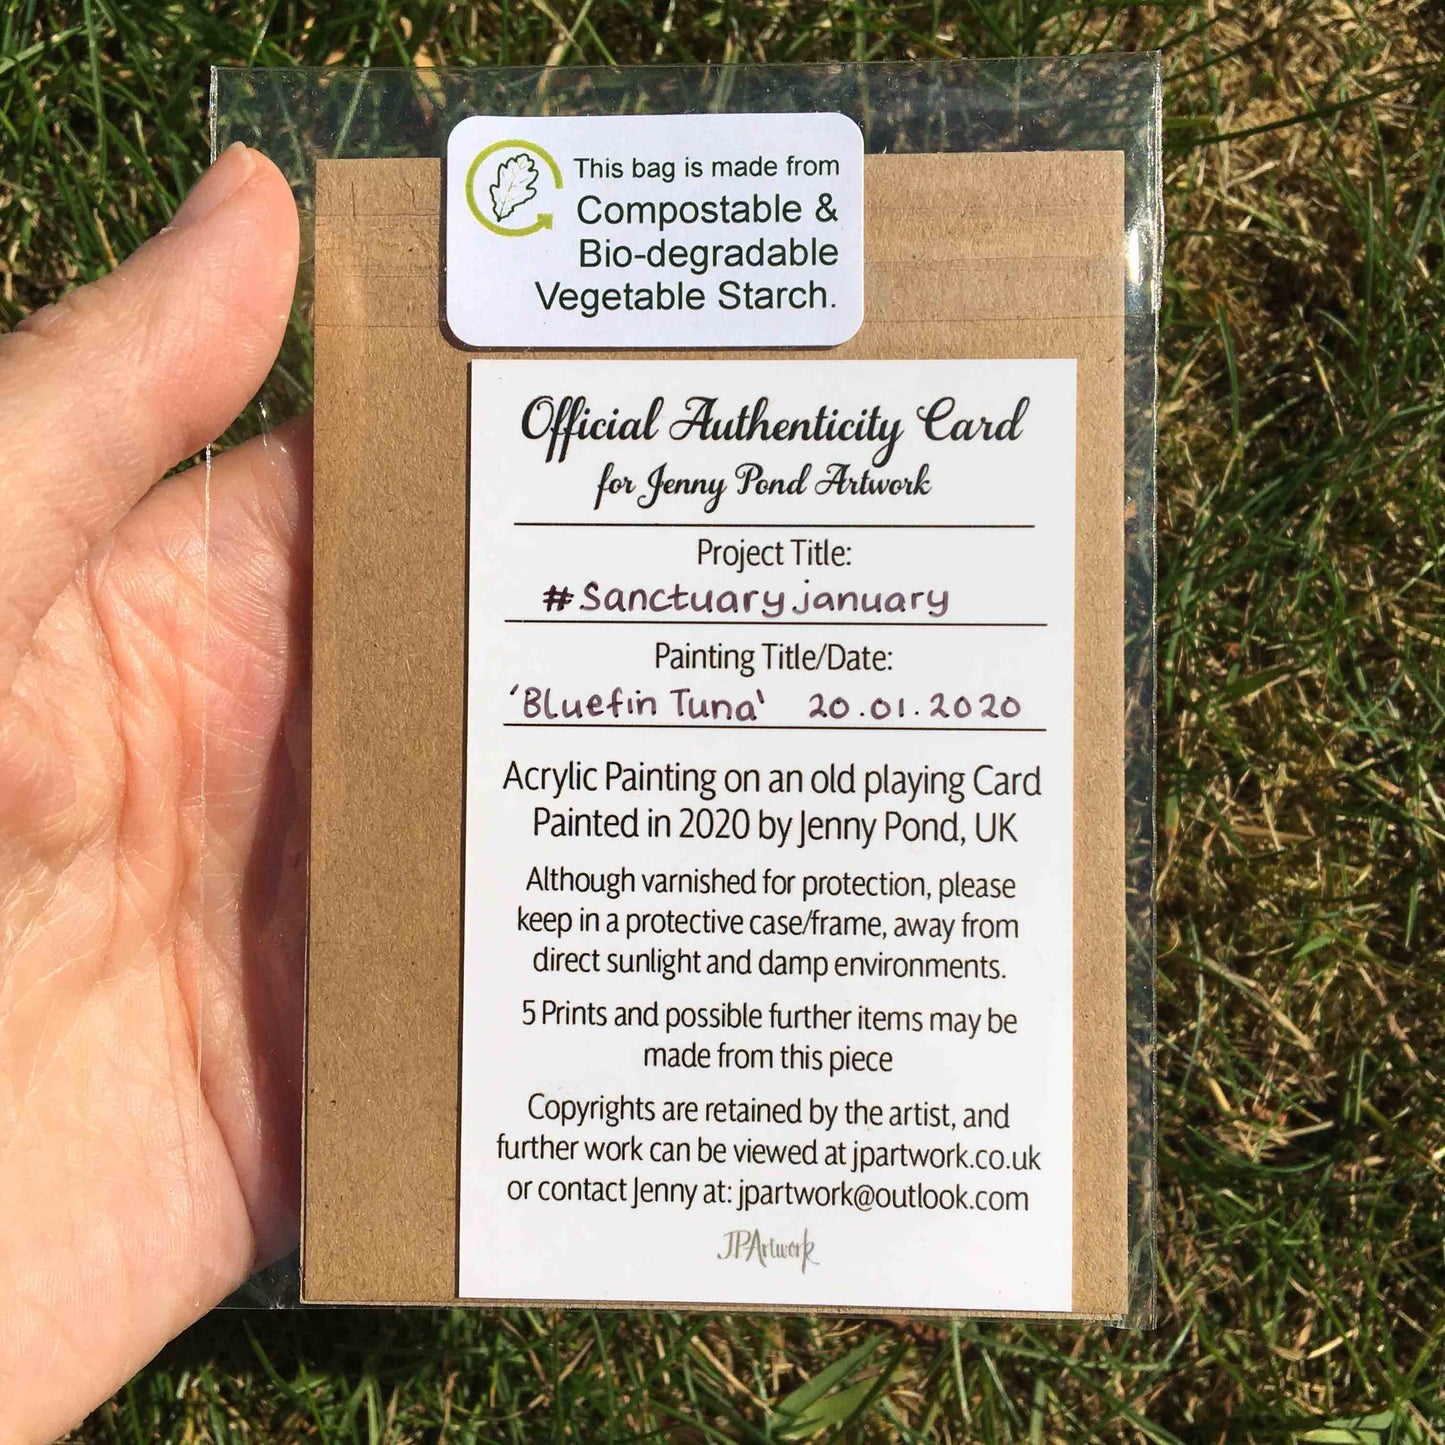 This bag is made from
Compostable &
Bio-degradable
Vegetable Starch.
Official Authenticity Card
for Jenny Pond Artwork
Project Title:
#Sanctuaryjanuary
Painting Title/Date:
'Bluefin Tuna' 20.01.2020
Acrylic Painting on an old playing Card
Painted in 2020 by Jenny Pond, UK
Although varnished for protection, please
keep in a protective case/frame, away from
direct sunlight and damp environments.
5 Prints and possible further items may be
made from this piece
Copyrights are retained by the artist, and
further work can be viewed at jpartwork.co.uk
or contact Jenny at: jpartwork@outlook.com
JPArtwork